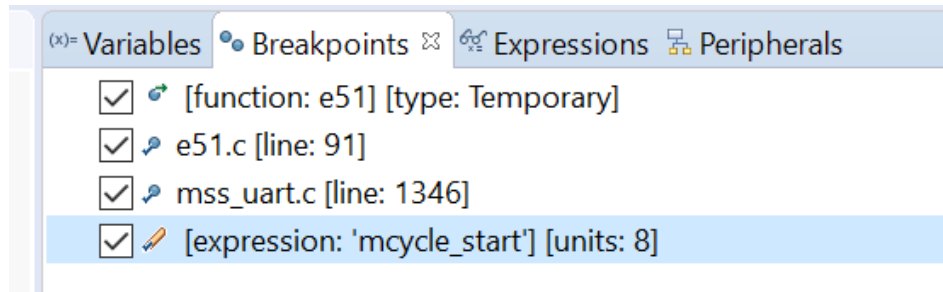 (x)= Variables Breakpoints Expressions Peripherals
[function: e51] [type: Temporary]
e51.c [line: 91]
mss_uart.c [line: 1346]
[expression: 'mcycle_start'] [units: 8]